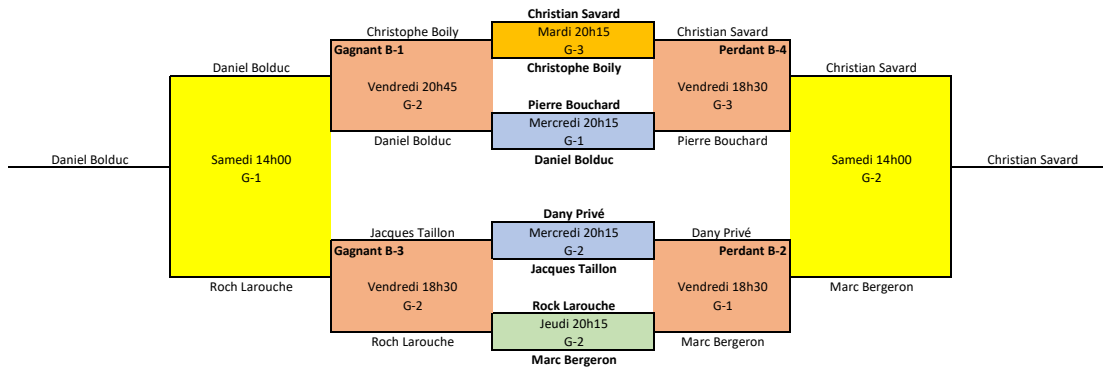 Christian Savard
Christophe Boily
Mardi 20h15
Christian Savard
Gagnant B-1
G-3
Perdant B-4
Daniel Bolduc
Christophe Boily
Christian Savard
Vendredi 20h45
Vendredi 18h30
G-2
Pierre Bouchard
G-3
Mercredi 20h15
Daniel Bolduc
G-1
Pierre Bouchard
Daniel Bolduc
Samedi 14h00
Daniel Bolduc
Samedi 14h00
Christian Savard
G-1
G-2
Dany Privé
Jacques Taillon
Mercredi 20h15
Dany Privé
Gagnant B-3
G-2
Perdant B-2
Jacques Taillon
Roch Larouche
Vendredi 18h30
Vendredi 18h30
Marc Bergeron
G-2
Rock Larouche
G-1
Jeudi 20h15
Roch Larouche
G-2
Marc Bergeron
Marc Bergeron